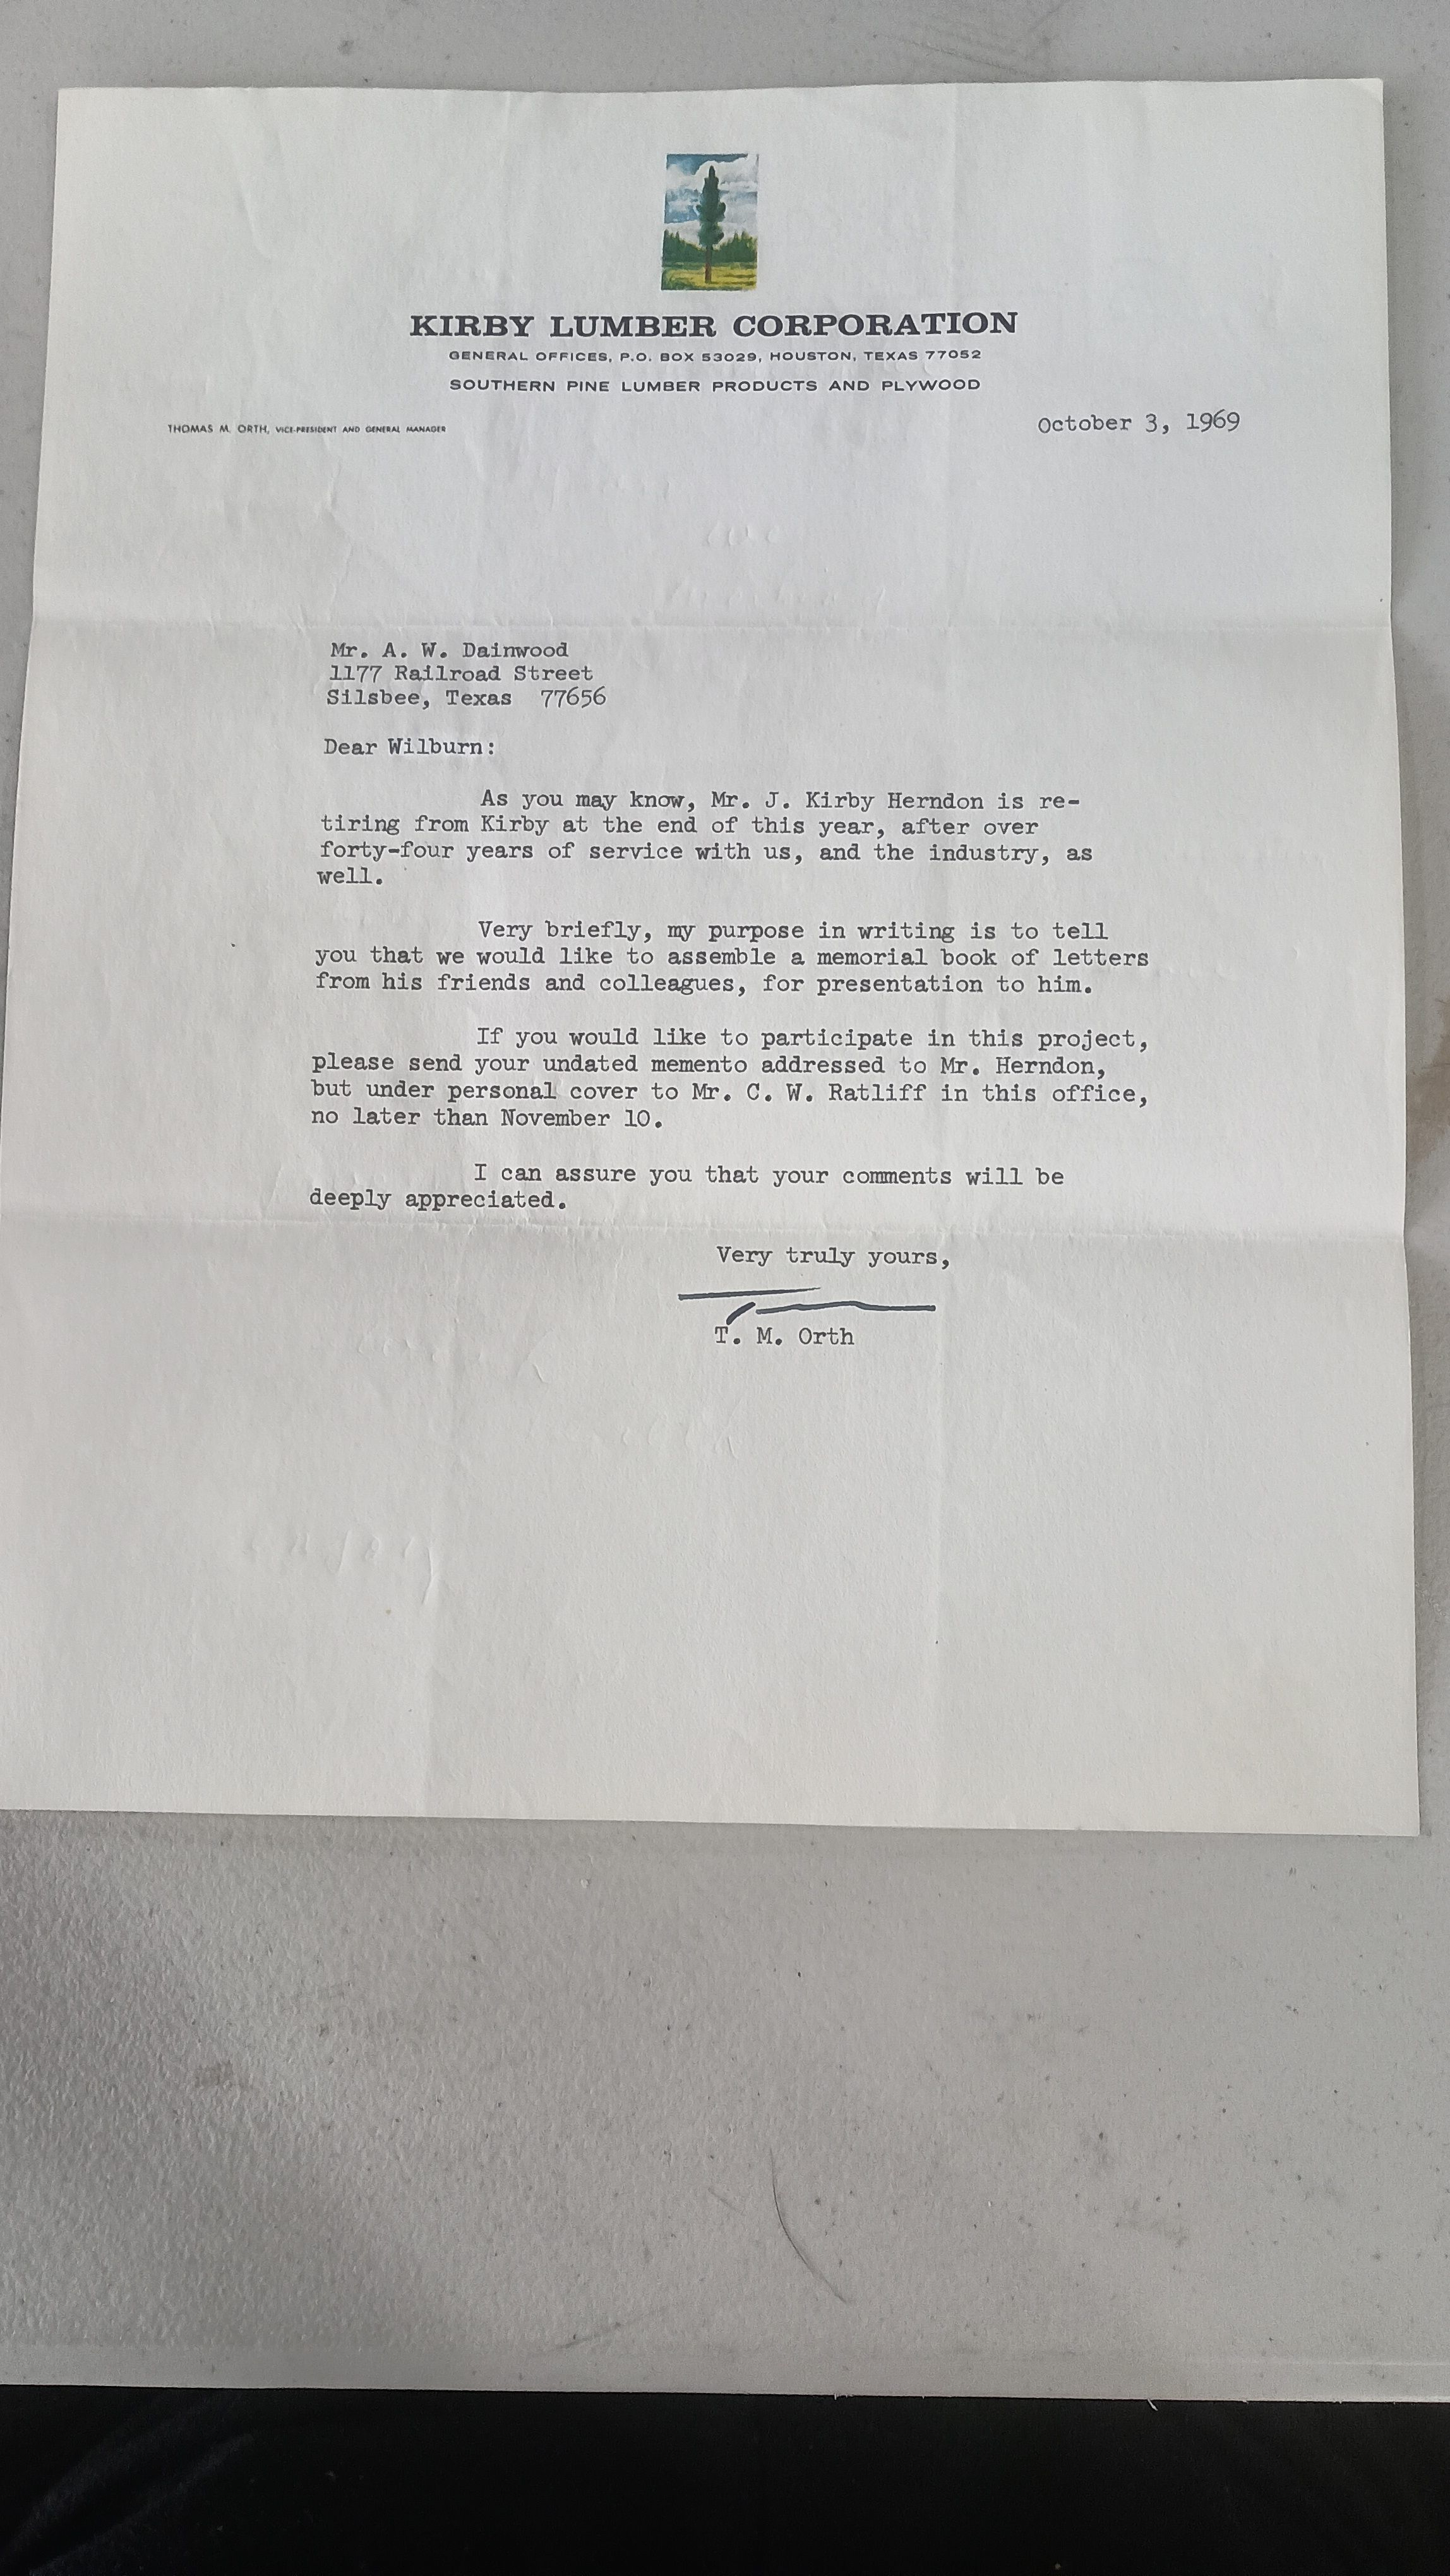 KIRBY LUMBER CORPORATION
GENERAL OFFICES, P.O. BOX 53029, HOUSTON, TEXAS 77052
SOUTHERN PINE LUMBER PRODUCTS AND PLYWOOD
THOMAS M. ORTH, VICE-PRESIDENT AND GENERAL MANAGER
October 3, 1969
Mr. A. W. Dainwood
1177 Railroad Street
Silsbee, Texas 77656
Dear Wilburn:
As you may know, Mr. J. Kirby Herndon is re-
tiring from Kirby at the end of this year, after over
forty-four years of service with us, and the industry, as
well.
Very briefly, my purpose in writing is to tell
you that we would like to assemble a memorial book of letters
from his friends and colleagues, for presentation to him.
If you would like to participate in this project,
please send your undated memento addressed to Mr. Herndon,
but under personal cover to Mr. C. W. Ratliff in this office,
no later than November 10.
I can assure you that your comments will be
deeply appreciated.
Very truly yours,
T. M. Orth